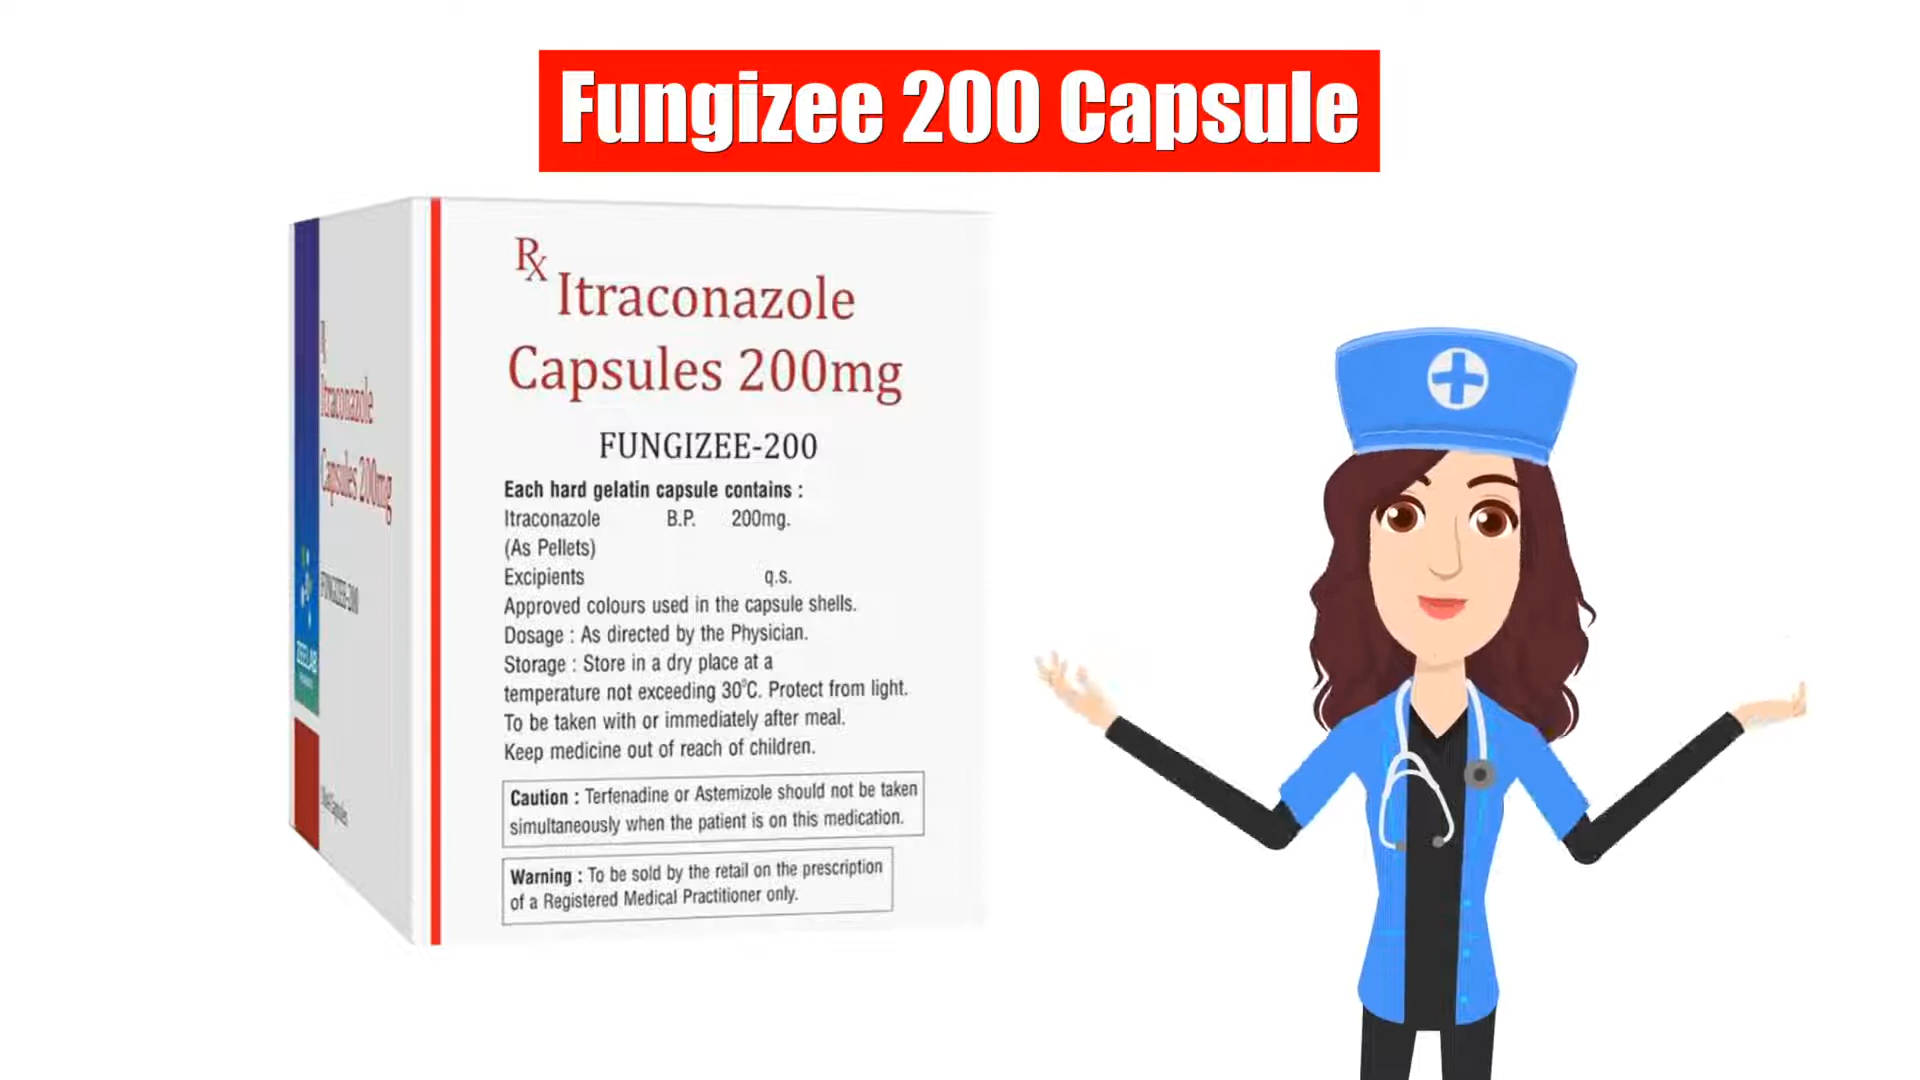 Fungizee 200 Capsule
Rx
Itraconazole
Capsules 200mg
FUNGIZEE-200
Each hard gelatin capsule contains :
Itraconazole B.P. 200mg.
(As Pellets)
Excipients q.s.
Approved colours used in the capsule shells.
Dosage : As directed by the Physician.
Storage : Store in a dry place at a
temperature not exceeding 30°C. Protect from light.
To be taken with or immediately after meal.
Keep medicine out of reach of children.
Caution : Terfenadine or Astemizole should not be taken
simultaneously when the patient is on this medication.
Warning : To be sold by the retail on the prescription
of a Registered Medical Practitioner only.
Itraconazole
Capsules 200mg
FUNGIZEE-200
ZEELAB